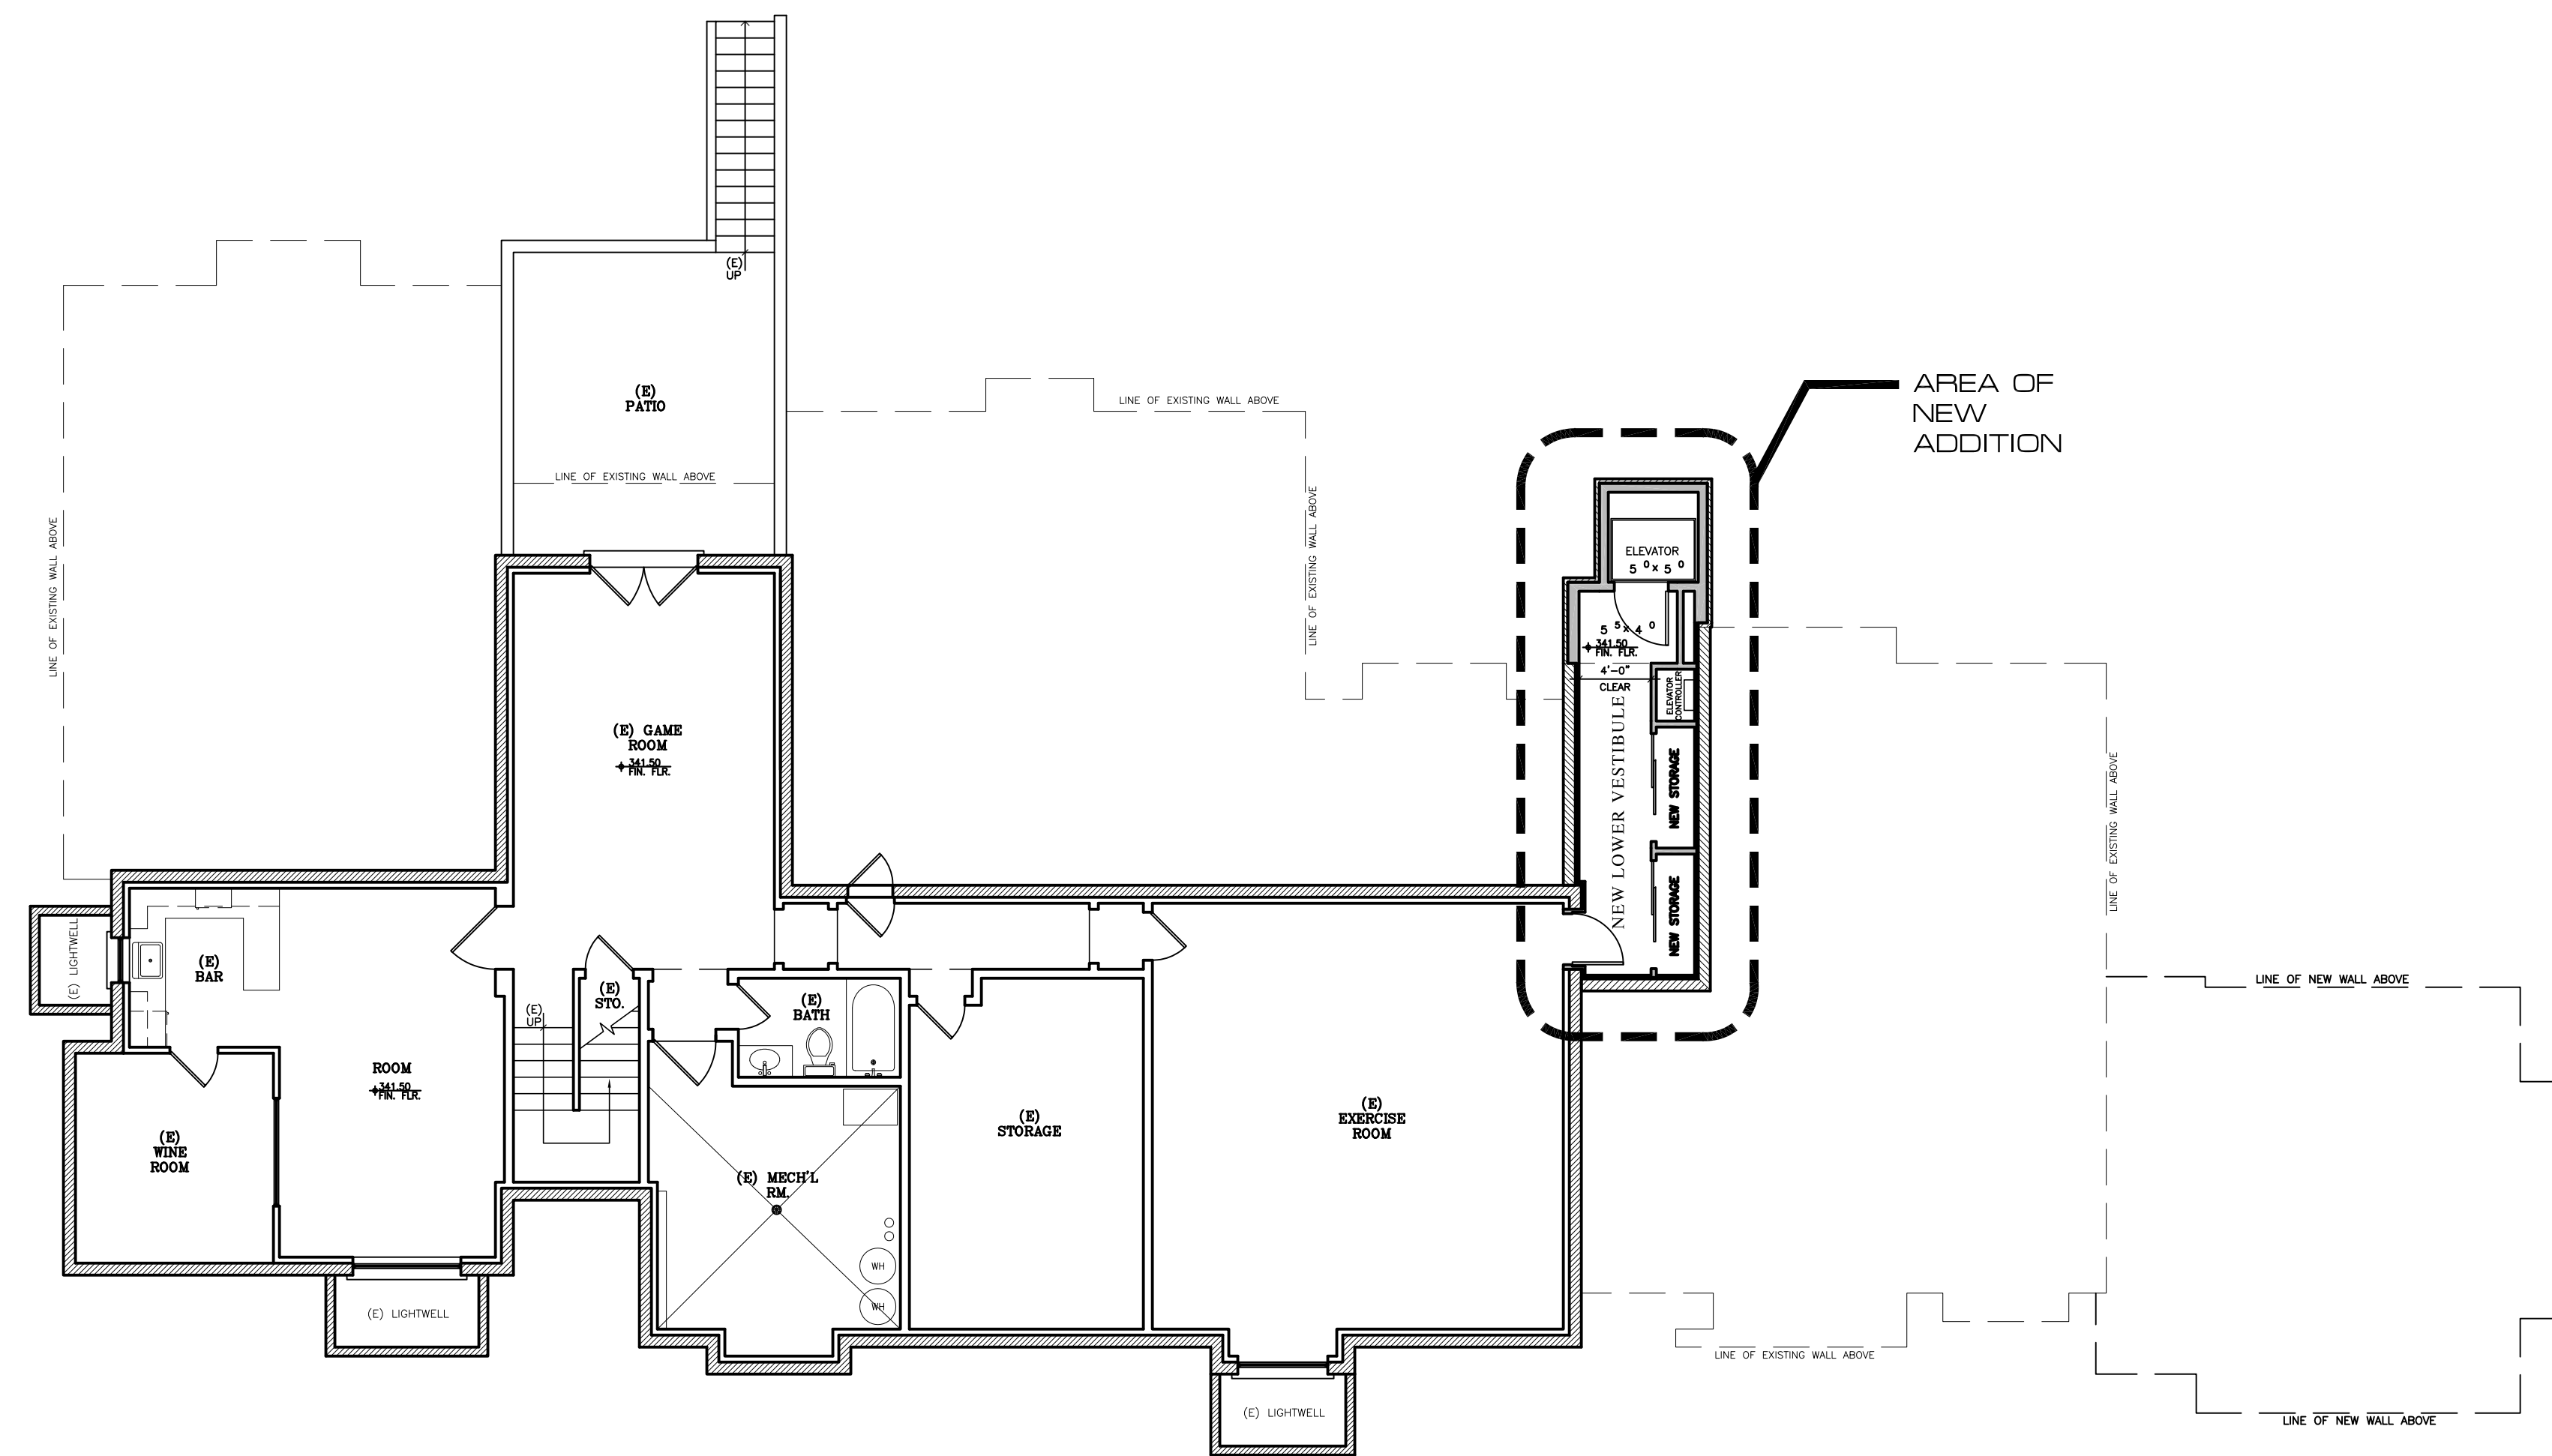 (E)
UP
(E)
PATIO
LINE OF EXISTING WALL ABOVE
LINE OF EXISTING WALL ABOVE
LINE OF EXISTING WALL ABOVE
LINE OF EXISTING WALL ABOVE
AREA OF
NEW
ADDITION
ELEVATOR
5 0 x 5 0
5 5 x 4 0
341.50
FIN. FLR.
4'-0"
CLEAR
ELEVATOR
CONTROLLER
NEW LOWER VESTIBULE
NEW STORAGE
NEW STORAGE
(E) GAME
ROOM
341.50
FIN. FLR.
LINE OF EXISTING WALL ABOVE
(E) LIGHTWELL
(E)
BAR
(E)
STO.
(E)
UP
(E)
BATH
LINE OF NEW WALL ABOVE
ROOM
341.50
FIN. FLR.
(E)
WINE
ROOM
(E) MECH'L
RM.
(E)
STORAGE
(E)
EXERCISE
ROOM
WH
WH
(E) LIGHTWELL
LINE OF EXISTING WALL ABOVE
(E) LIGHTWELL
LINE OF NEW WALL ABOVE